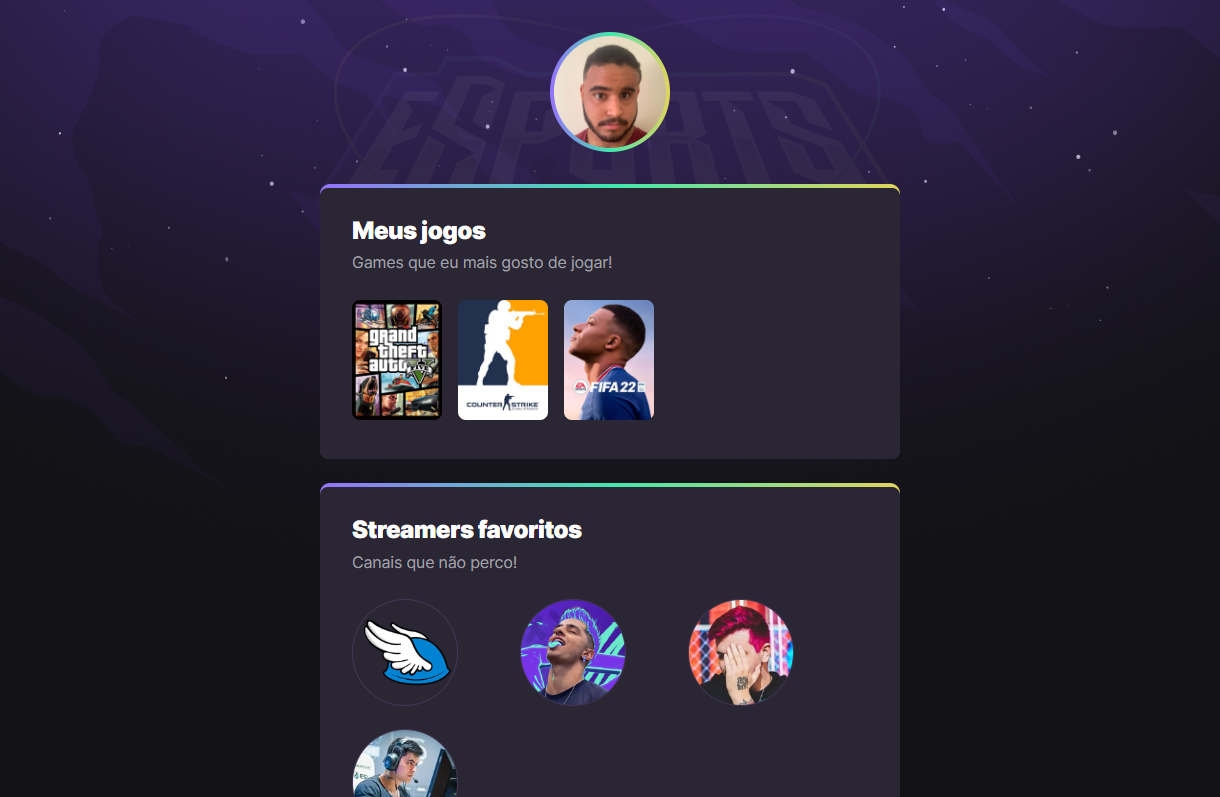 ESPORTS
Meus jogos
Games que eu mais gosto de jogar!
grand
theft
auto
V
FIVE
COUNTER STRIKE
FIFA 22
Streamers favoritos
Canais que não perco!